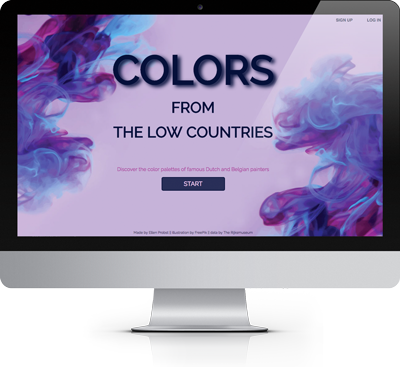 SIGN UP LOG IN
COLORS
FROM
THE LOW COUNTRIES
Discover the color palettes of famous Dutch and Belgian painters
START
Made by Ellen Pinted & Illustration by FreePik & data by The Rijksmuseum